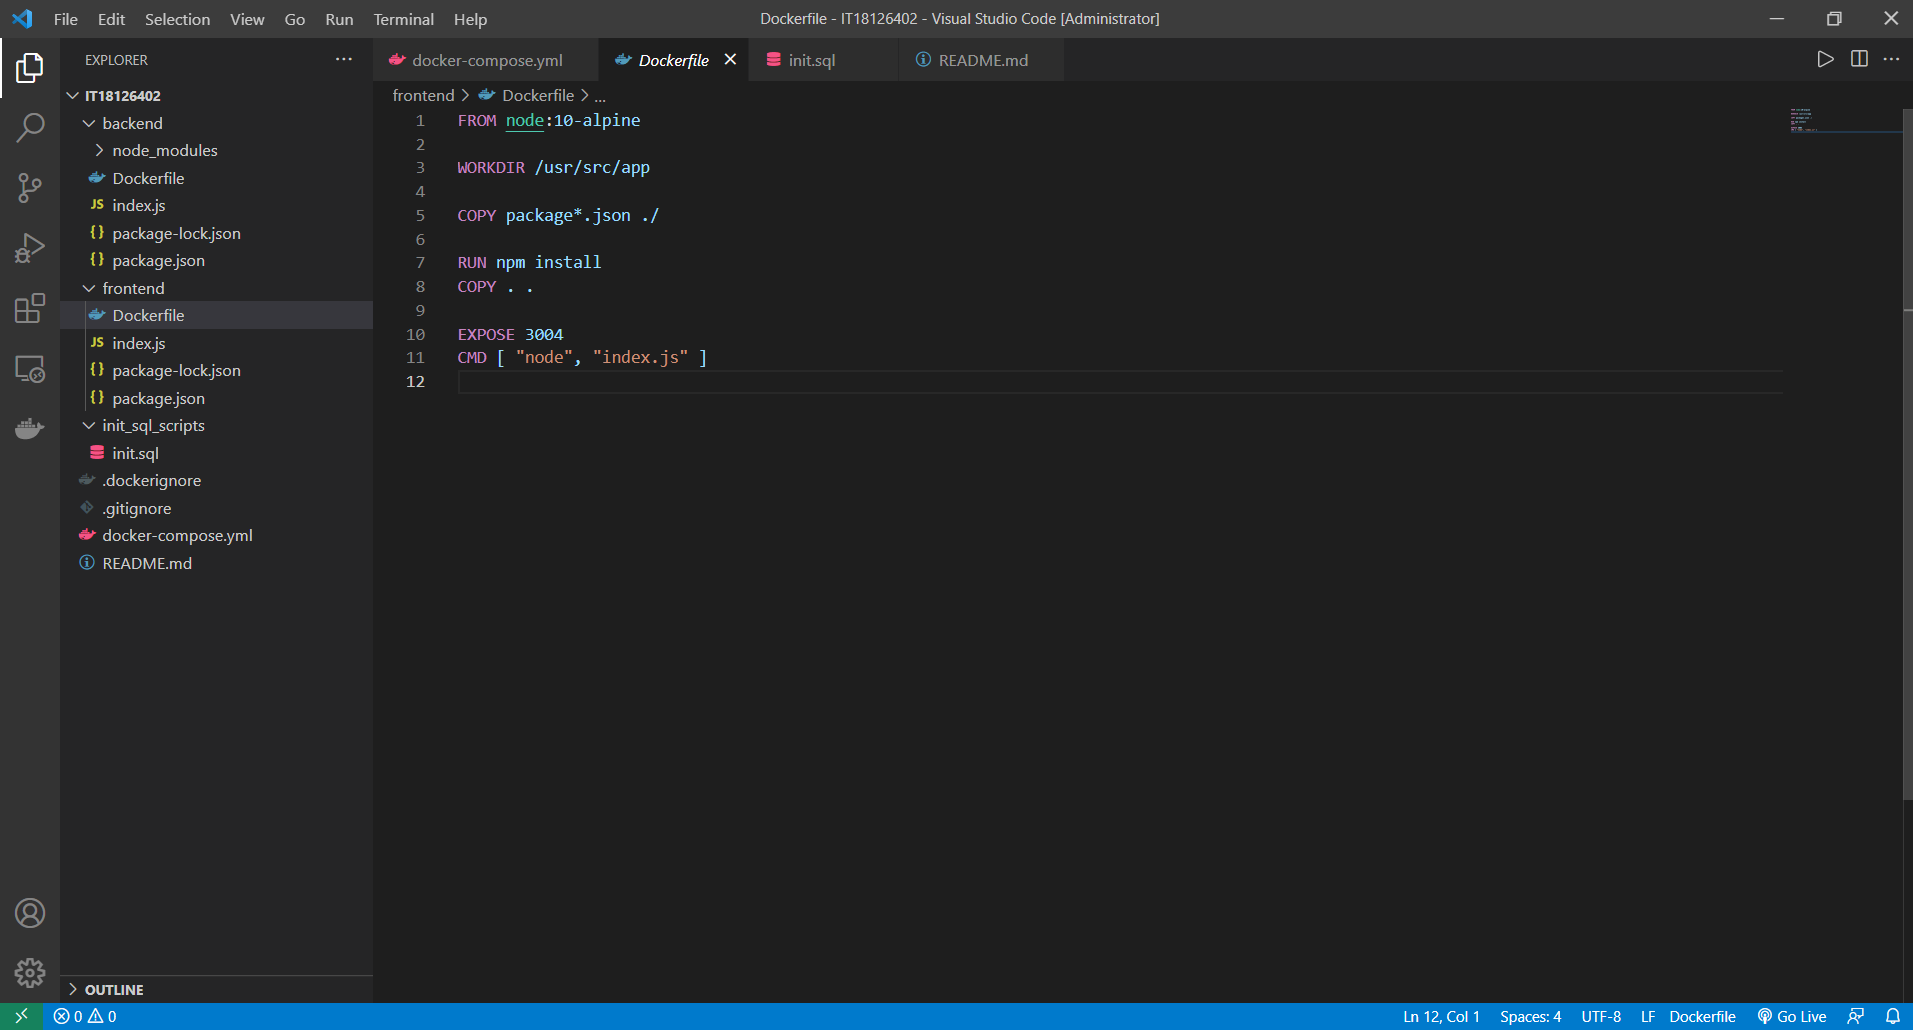 File Edit Selection View Go Run Terminal Help
Dockerfile - IT18126402 - Visual Studio Code [Administrator]
EXPLORER
IT18126402
backend
node_modules
Dockerfile
JS index.js
{} package-lock.json
{} package.json
frontend
Dockerfile
JS index.js
{} package-lock.json
{} package.json
init_sql_scripts
init.sql
.dockerignore
.gitignore
docker-compose.yml
README.md
OUTLINE
docker-compose.yml Dockerfile init.sql README.md
frontend > Dockerfile > ...
1 FROM node:10-alpine
2
3 WORKDIR /usr/src/app
4
5 COPY package*.json ./
6
7 RUN npm install
8 COPY . .
9
10 EXPOSE 3004
11 CMD [ "node", "index.js" ]
12
0 0
Ln 12, Col 1 Spaces: 4 UTF-8 LF Dockerfile Go Live